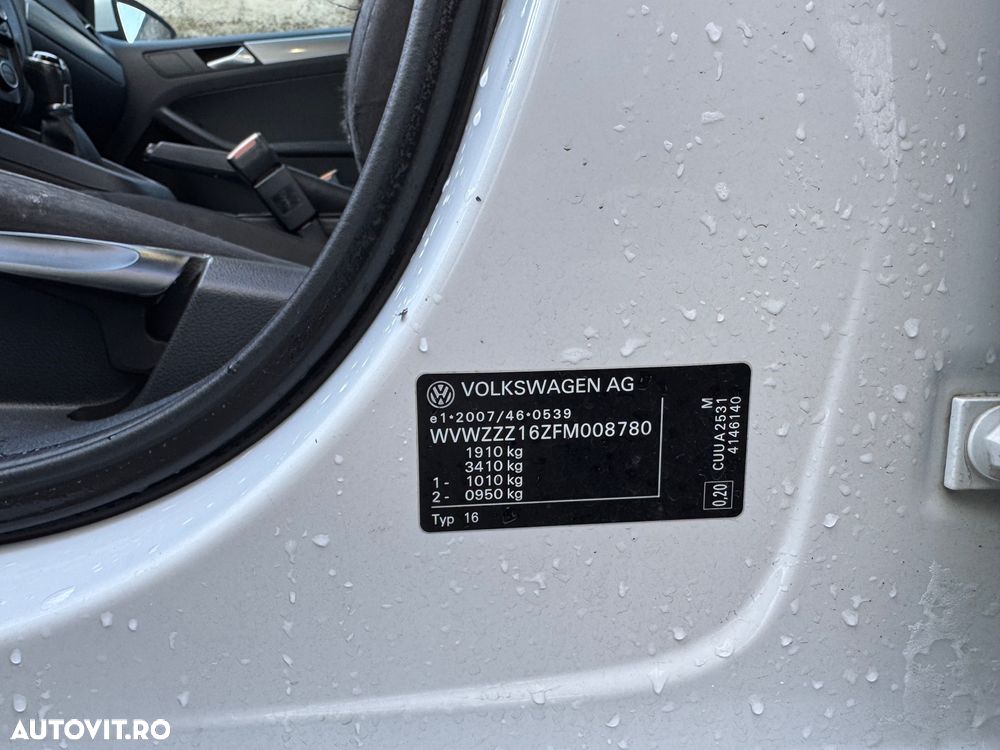 VOLKSWAGEN AG
e1*2007/46*0539
WVWZZZ16ZFM008780
1910 kg
3410 kg
1 - 1010 kg
2 - 0950 kg
Typ 16
M
CUUA2531
4146140
0,20
AUTOVIT.RO